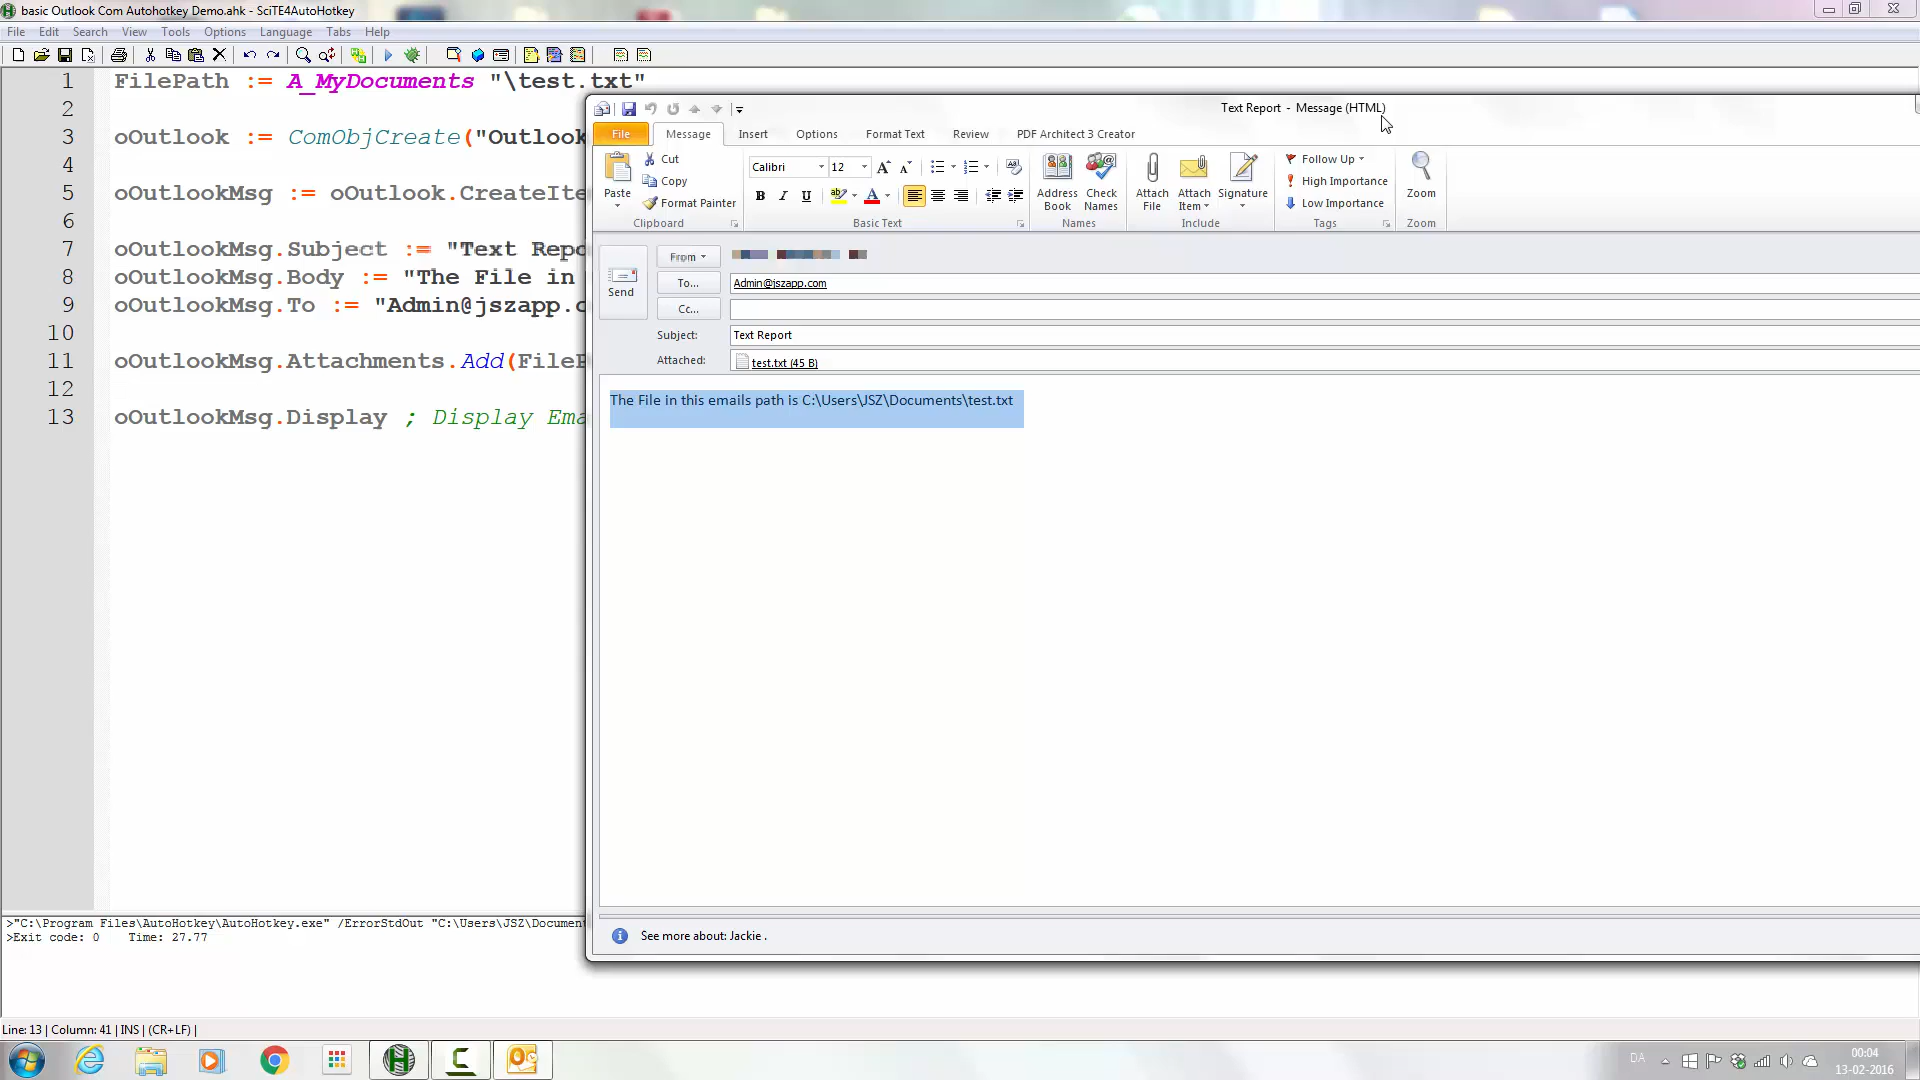 basic Outlook Com Autohotkey Demo.ahk - SciTE4AutoHotkey
File Edit Search View Tools Options Language Tabs Help
1 FilePath := A_MyDocuments "\test.txt"
2
3 oOutlook := ComObjCreate("Outlook
4
5 oOutlookMsg := oOutlook.CreateIte
6
7 oOutlookMsg.Subject := "Text Repo
8 oOutlookMsg.Body := "The File in
9 oOutlookMsg.To := "Admin@jszapp.c
10
11 oOutlookMsg.Attachments.Add(FileP
12
13 oOutlookMsg.Display ; Display Ema
Text Report - Message (HTML)
File Message Insert Options Format Text Review PDF Architect 3 Creator
Paste
Cut
Copy
Format Painter
Clipboard
Calibri 12
B I U ab A
Basic Text
Address Book
Check Names
Names
Attach File
Attach Item
Signature
Include
Follow Up
High Importance
Low Importance
Tags
Zoom
Zoom
Send
From
To... Admin@jszapp.com
Cc...
Subject: Text Report
Attached: test.txt (45 B)
The File in this emails path is C:\Users\JSZ\Documents\test.txt
See more about: Jackie .
>"C:\Program Files\AutoHotkey\AutoHotkey.exe" /ErrorStdOut "C:\Users\JSZ\Documen
>Exit code: 0 Time: 27.77
Line: 13 | Column: 41 | INS | (CR+LF) |
DA
00:04
13-02-2016